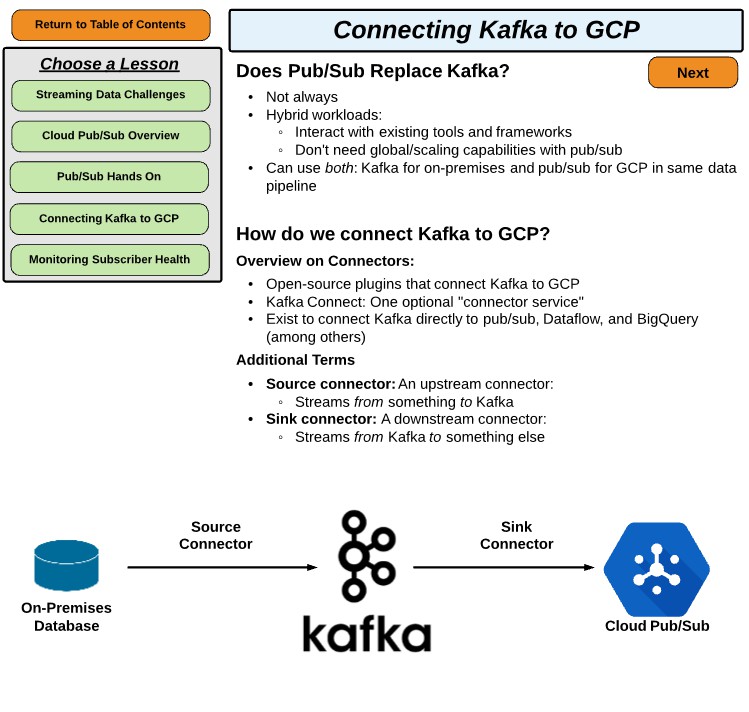 Return to Table of Contents
Connecting Kafka to GCP
Choose a Lesson
Streaming Data Challenges
Cloud Pub/Sub Overview
Pub/Sub Hands On
Connecting Kafka to GCP
Monitoring Subscriber Health
Does Pub/Sub Replace Kafka?
Next
• Not always
• Hybrid workloads:
◦ Interact with existing tools and frameworks
◦ Don't need global/scaling capabilities with pub/sub
• Can use both: Kafka for on-premises and pub/sub for GCP in same data
pipeline
How do we connect Kafka to GCP?
Overview on Connectors:
• Open-source plugins that connect Kafka to GCP
• Kafka Connect: One optional "connector service"
• Exist to connect Kafka directly to pub/sub, Dataflow, and BigQuery
(among others)
Additional Terms
• Source connector: An upstream connector:
◦ Streams from something to Kafka
• Sink connector: A downstream connector:
◦ Streams from Kafka to something else
Source
Connector
Sink
Connector
On-Premises
Database
kafka
Cloud Pub/Sub